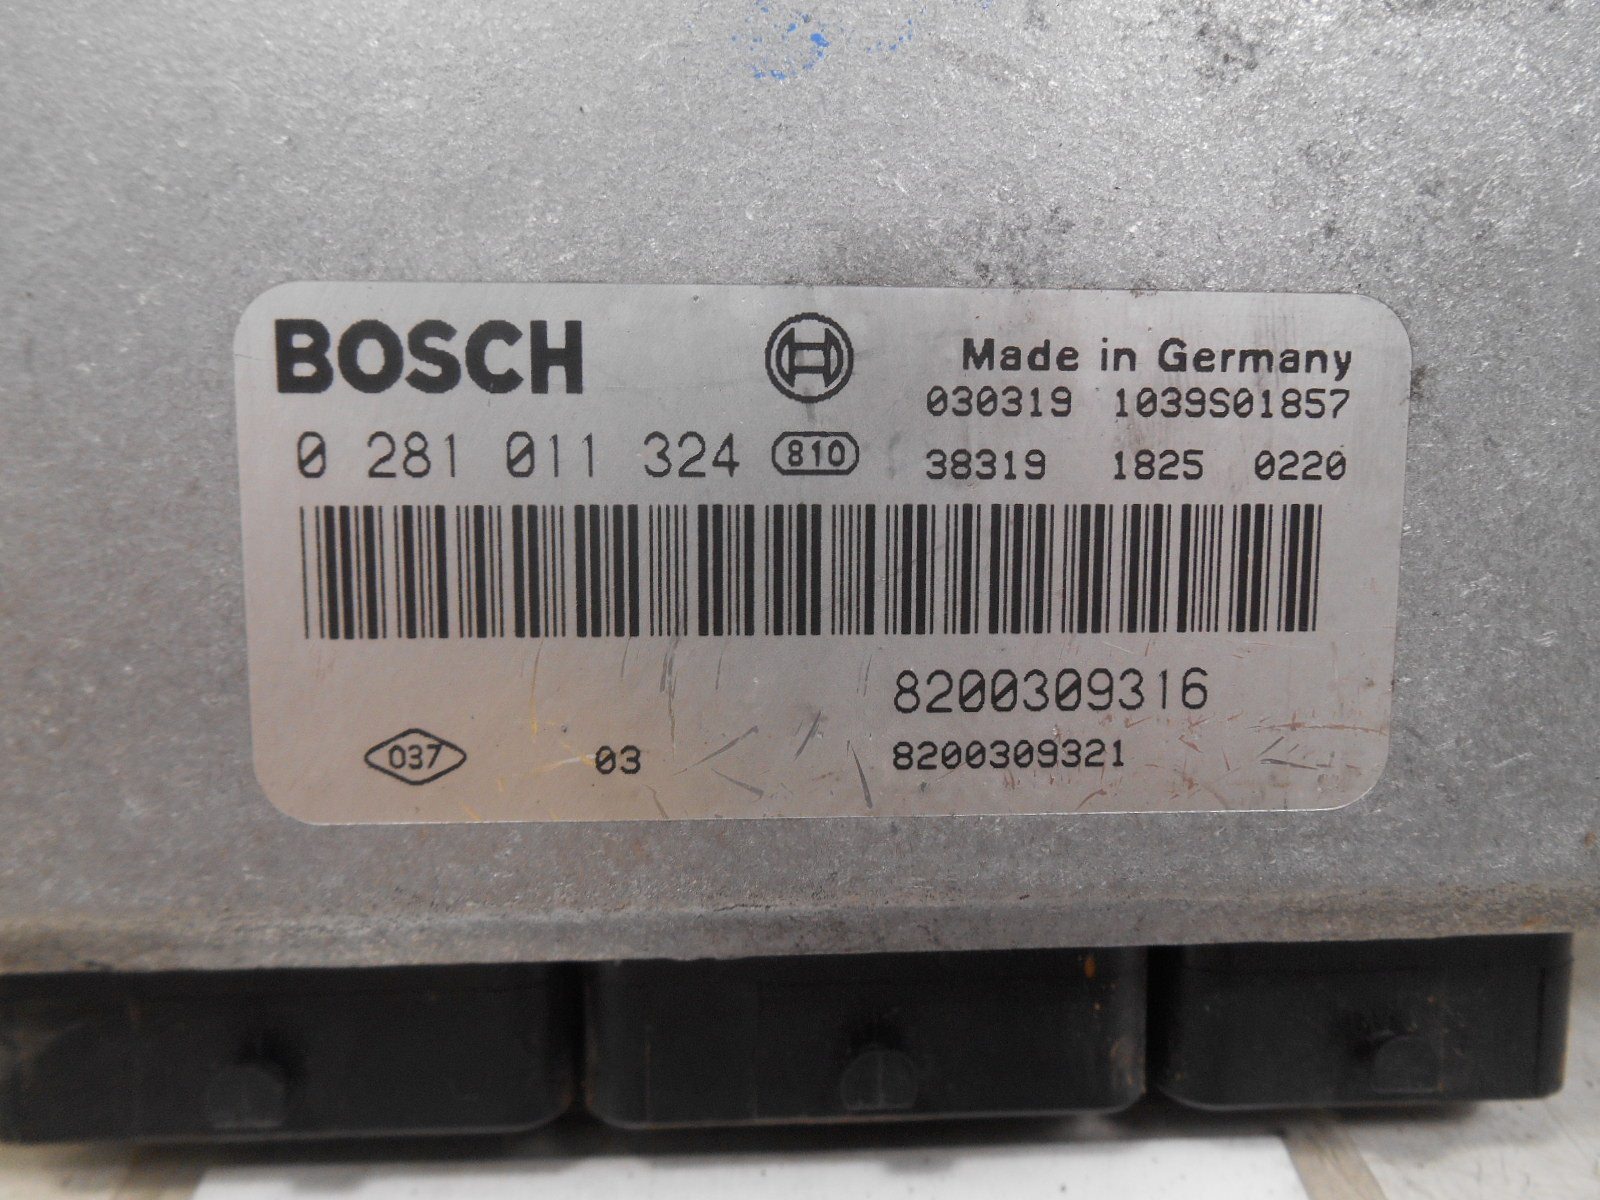 BOSCH
Made in Germany
030319 1039S01857
0 281 011 324 810 38319 1825 0220
8200309316
037 03 8200309321